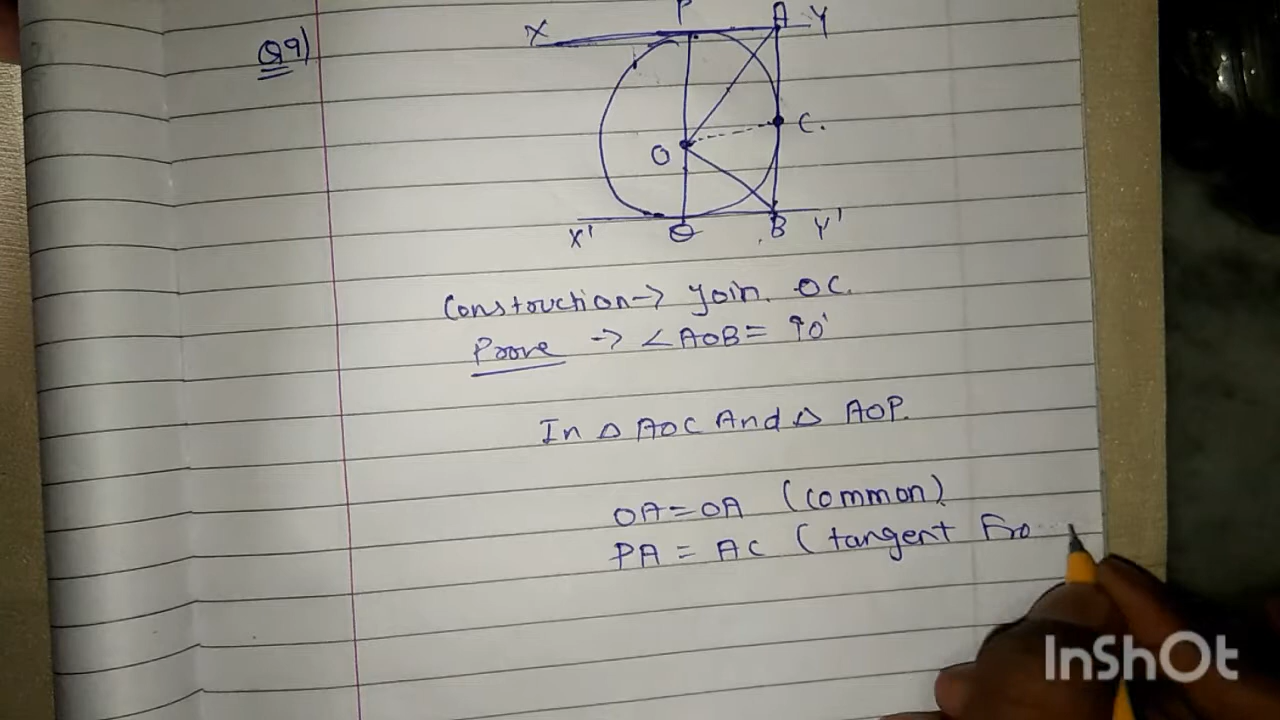 Q9)
X P A Y
C.
O
X' Q B Y'
Construction-> Join. OC.
Prove -> ∠AOB = 90°
In △ AOC And △ AOP.
OA = OA (common)
PA = AC (tangent Fro
InShOt